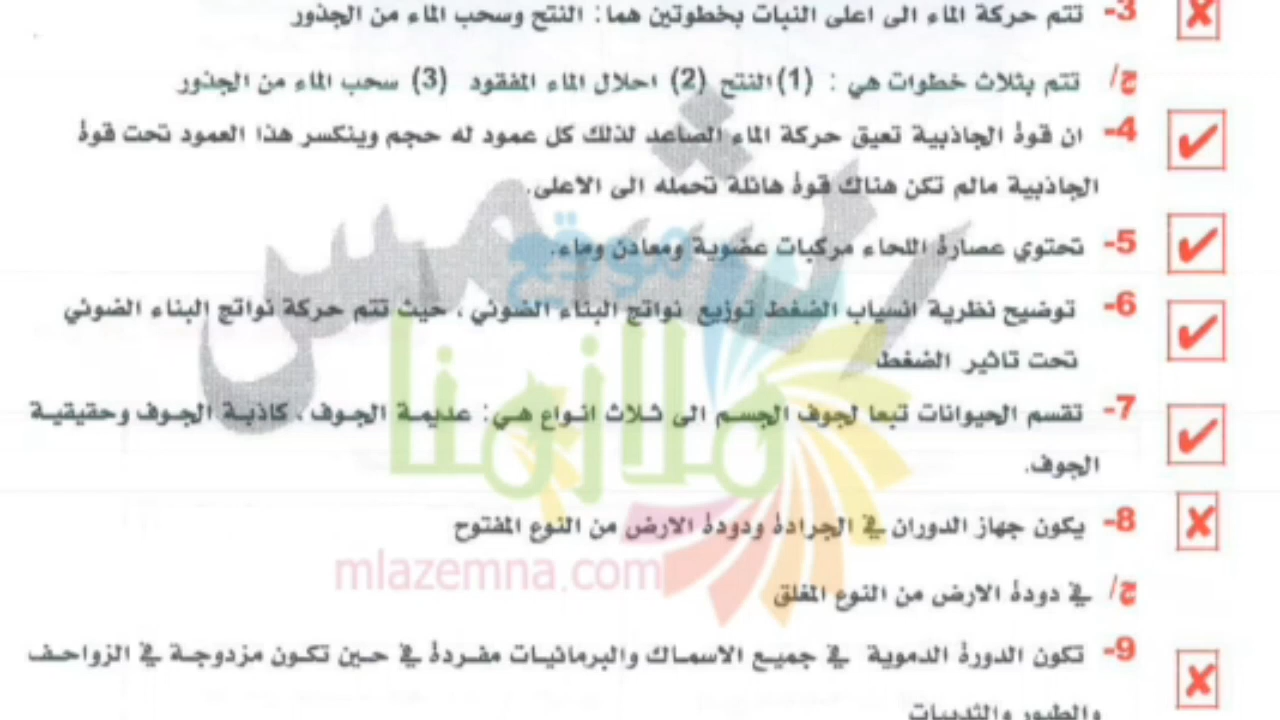 3- تتم حركة الماء الى اعلى النبات بخطوتين هما: النتح وسحب الماء من الجذور
ج/ تتم بثلاث خطوات هي : (1) النتح (2) احلال الماء المفقود (3) سحب الماء من الجذور
4- ان قوة الجاذبية تعيق حركة الماء الصاعد لذلك كل عمود له حجم وينكسر هذا العمود تحت قوة
الجاذبية مالم تكن هناك قوة هائلة تحمله الى الاعلى.
5- تحتوي عصارة اللحاء مركبات عضوية ومعادن وماء.
6- توضيح نظرية انسياب الضغط توزيع نواتج البناء الضوئي ، حيث تتم حركة نواتج البناء الضوئي
تحت تاثير الضغط
7- تقسم الحيوانات تبعا لجوف الجسم الى ثلاث انواع هي: عديمة الجوف ، كاذبة الجوف وحقيقية
الجوف.
8- يكون جهاز الدوران في الجرادة ودودة الارض من النوع المفتوح
ج/ في دودة الارض من النوع المغلق
9- تكون الدورة الدموية في جميع الاسماك والبرمائيات مفردة في حين تكون مزدوجة في الزواحف
والطيور والثدييات
الشمس
موقع
ملازمنا
mlazemna.com